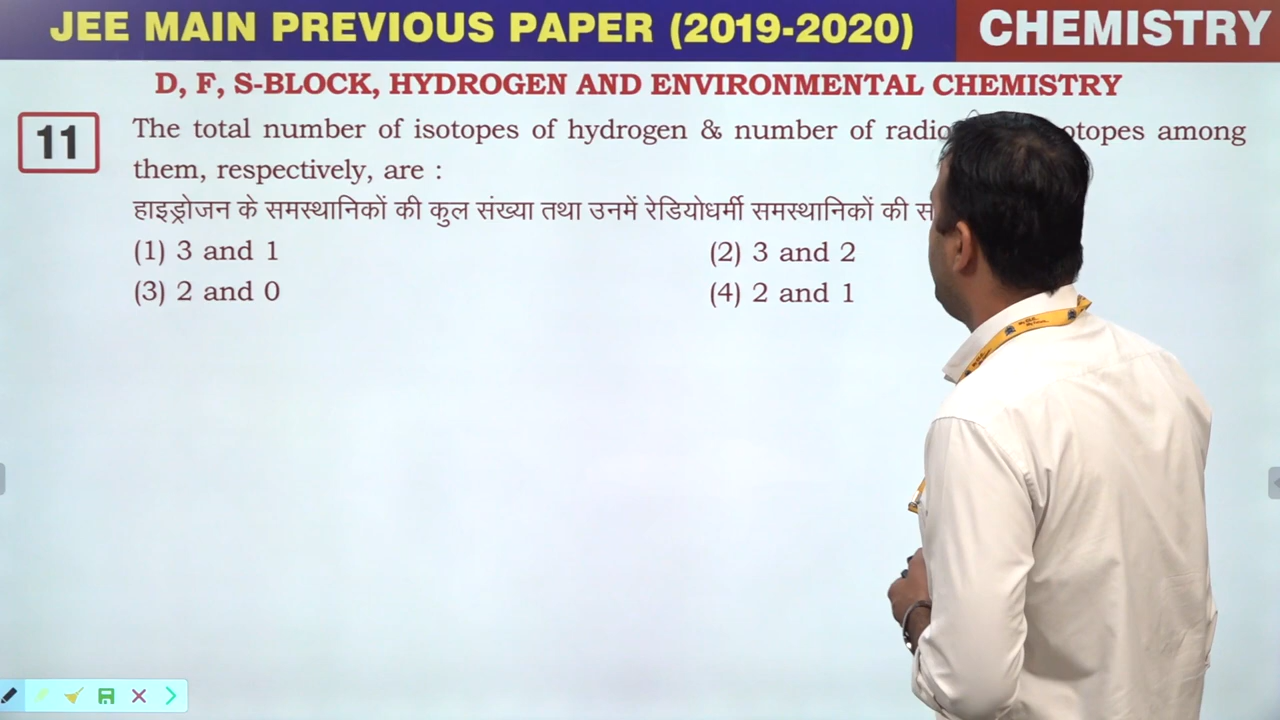 JEE MAIN PREVIOUS PAPER (2019-2020)
CHEMISTRY
D, F, S-BLOCK, HYDROGEN AND ENVIRONMENTAL CHEMISTRY
11
The total number of isotopes of hydrogen & number of among
them, respectively, are :
हाइड्रोजन के समस्थानिकों की कुल संख्या तथा उनमें रेडियोधर्मी समस्थानिकों की
(1) 3 and 1
(2) 3 and 2
(3) 2 and 0
(4) 2 and 1